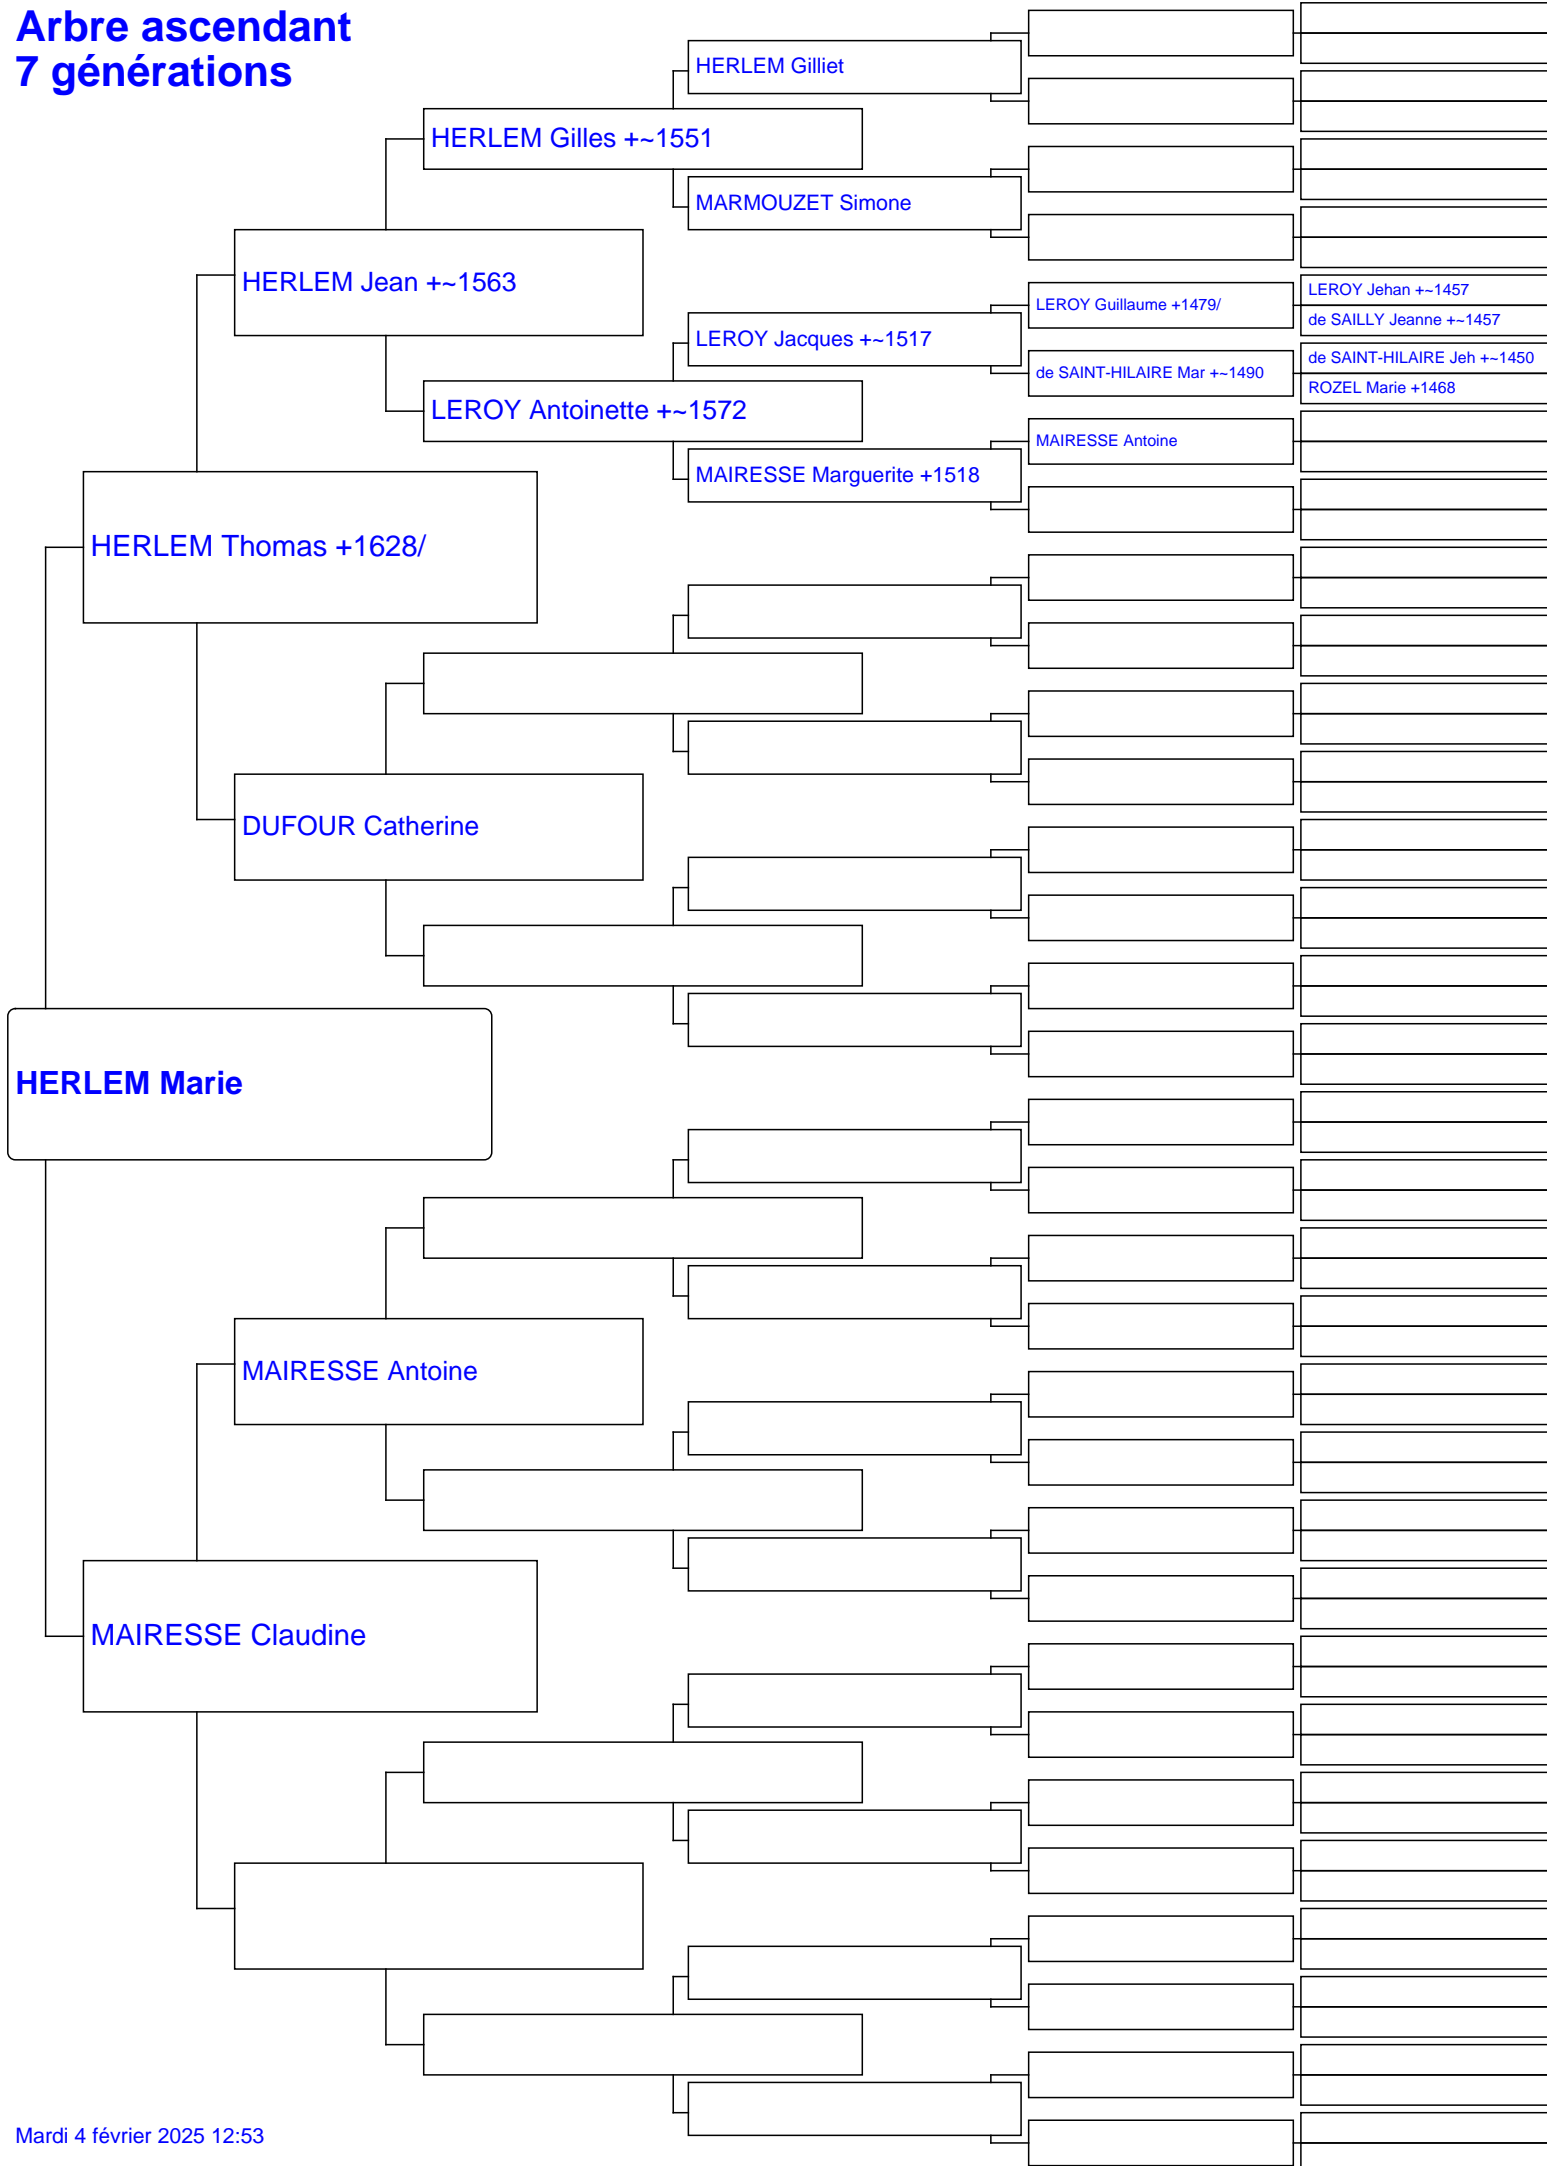 Arbre ascendant
7 générations
HERLEM Gilliet
HERLEM Gilles +~1551
MARMOUZET Simone
HERLEM Jean +~1563
LEROY Jehan +~1457
LEROY Guillaume +1479/
de SAILLY Jeanne +~1457
LEROY Jacques +~1517
de SAINT-HILAIRE Jeh +~1450
de SAINT-HILAIRE Mar +~1490
ROZEL Marie +1468
LEROY Antoinette +~1572
MAIRESSE Antoine
MAIRESSE Marguerite +1518
HERLEM Thomas +1628/
DUFOUR Catherine
HERLEM Marie
MAIRESSE Antoine
MAIRESSE Claudine
Mardi 4 février 2025 12:53